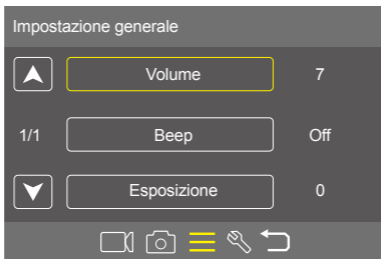 Impostazione generale
Volume 7
1/1 Beep Off
Esposizione 0